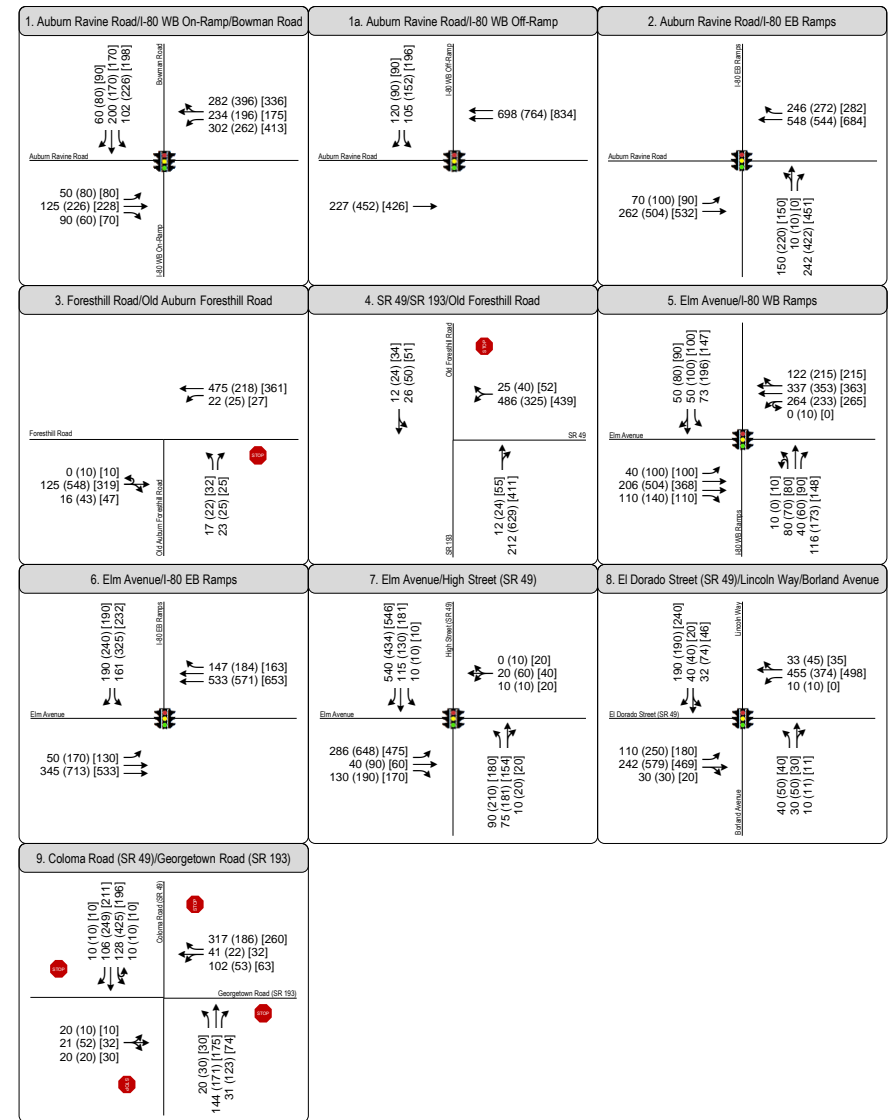 1. Auburn Ravine Road/I-80 WB On-Ramp/Bowman Road
60 (80) [90]
200 (170) [170]
102 (226) [198]
Bowman Road
282 (396) [336]
234 (196) [175]
302 (262) [413]
Auburn Ravine Road
50 (80) [80]
125 (226) [228]
90 (60) [70]
I-80 WB On-Ramp
1a. Auburn Ravine Road/I-80 WB Off-Ramp
120 (90) [90]
105 (152) [196]
I-80 WB Off-Ramp
698 (764) [834]
Auburn Ravine Road
227 (452) [426]
2. Auburn Ravine Road/I-80 EB Ramps
I-80 EB Ramps
246 (272) [282]
548 (544) [684]
Auburn Ravine Road
70 (100) [90]
262 (504) [532]
150 (220) [150]
10 (10) [0]
242 (422) [451]
3. Foresthill Road/Old Auburn Foresthill Road
475 (218) [361]
22 (25) [27]
Foresthill Road
0 (10) [10]
125 (548) [319]
16 (43) [47]
Old Auburn Foresthill Road
17 (22) [32]
23 (25) [25]
STOP
4. SR 49/SR 193/Old Foresthill Road
12 (24) [34]
26 (50) [51]
Old Foresthill Road
STOP
25 (40) [52]
486 (325) [439]
SR 49
SR 193
12 (24) [55]
212 (629) [411]
5. Elm Avenue/I-80 WB Ramps
50 (80) [90]
50 (100) [100]
73 (196) [147]
122 (215) [215]
337 (353) [363]
264 (233) [265]
0 (10) [0]
Elm Avenue
40 (100) [100]
206 (504) [368]
110 (140) [110]
I-80 WB Ramps
10 (0) [10]
80 (70) [80]
40 (60) [90]
116 (173) [148]
6. Elm Avenue/I-80 EB Ramps
190 (240) [190]
161 (325) [232]
I-80 EB Ramps
147 (184) [163]
533 (571) [653]
Elm Avenue
50 (170) [130]
345 (713) [533]
7. Elm Avenue/High Street (SR 49)
540 (434) [546]
115 (130) [181]
10 (10) [10]
High Street (SR 49)
0 (10) [20]
20 (60) [40]
10 (10) [20]
Elm Avenue
286 (648) [475]
40 (90) [60]
130 (190) [170]
90 (210) [180]
75 (181) [154]
10 (20) [20]
8. El Dorado Street (SR 49)/Lincoln Way/Borland Avenue
190 (190) [240]
40 (40) [20]
32 (74) [46]
Lincoln Way
33 (45) [35]
455 (374) [498]
10 (10) [0]
El Dorado Street (SR 49)
110 (250) [180]
242 (579) [469]
30 (30) [20]
Borland Avenue
40 (50) [40]
30 (50) [30]
10 (11) [11]
9. Coloma Road (SR 49)/Georgetown Road (SR 193)
10 (10) [10]
106 (249) [211]
128 (425) [196]
10 (10) [10]
Coloma Road (SR 49)
STOP
317 (186) [260]
41 (22) [32]
102 (53) [63]
STOP
Georgetown Road (SR 193)
20 (10) [10]
21 (52) [32]
20 (20) [30]
STOP
20 (30) [30]
144 (171) [175]
31 (123) [74]
STOP